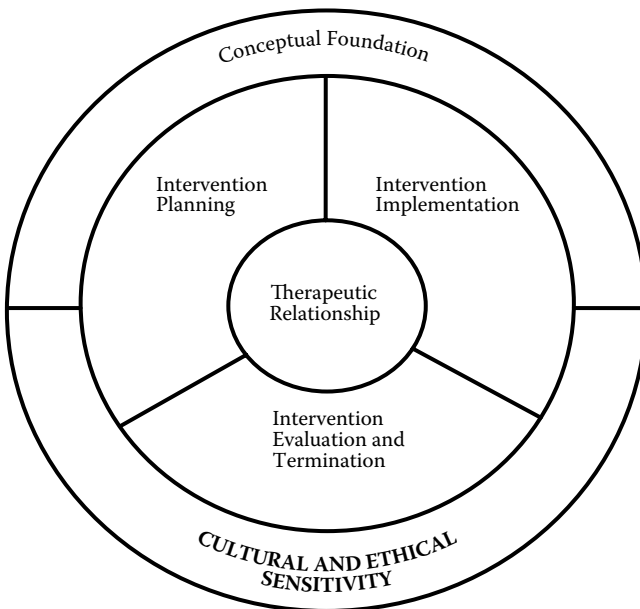 Conceptual Foundation
Intervention
Planning
Intervention
Implementation
Therapeutic
Relationship
Intervention
Evaluation and
Termination
CULTURAL AND ETHICAL
SENSITIVITY